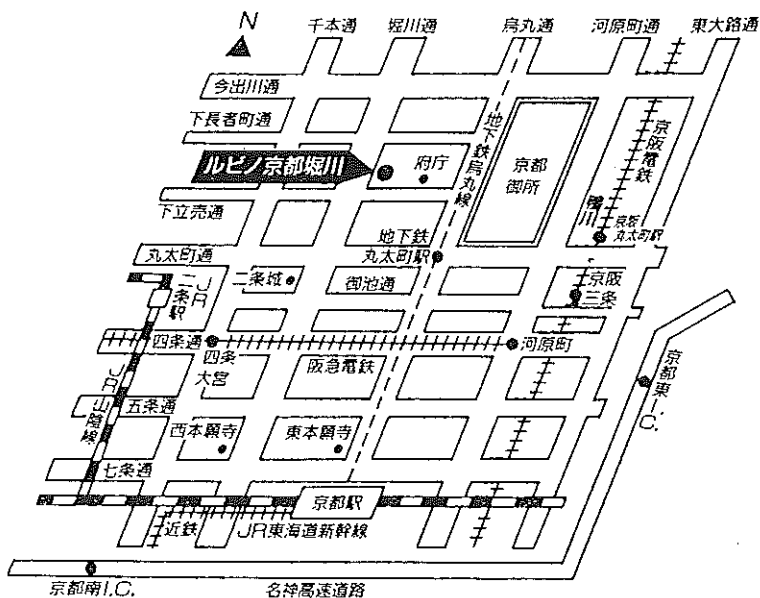 N
千本通
堀川通
烏丸通
河原町通
東大路通
今出川通
下長者町通
地下鉄烏丸線
京阪電鉄
ルビノ京都堀川
府庁
京都
御所
鴨川
下立売通
地下鉄
丸太町駅
京阪
丸太町駅
丸太町通
JR
二条駅
二条城
御池通
京阪
三条
四条通
四条
大宮
阪急電鉄
河原町
京都東I.C.
JR山陰線
五条通
西本願寺
東本願寺
七条通
京都駅
近鉄
JR東海道新幹線
京都南I.C.
名神高速道路